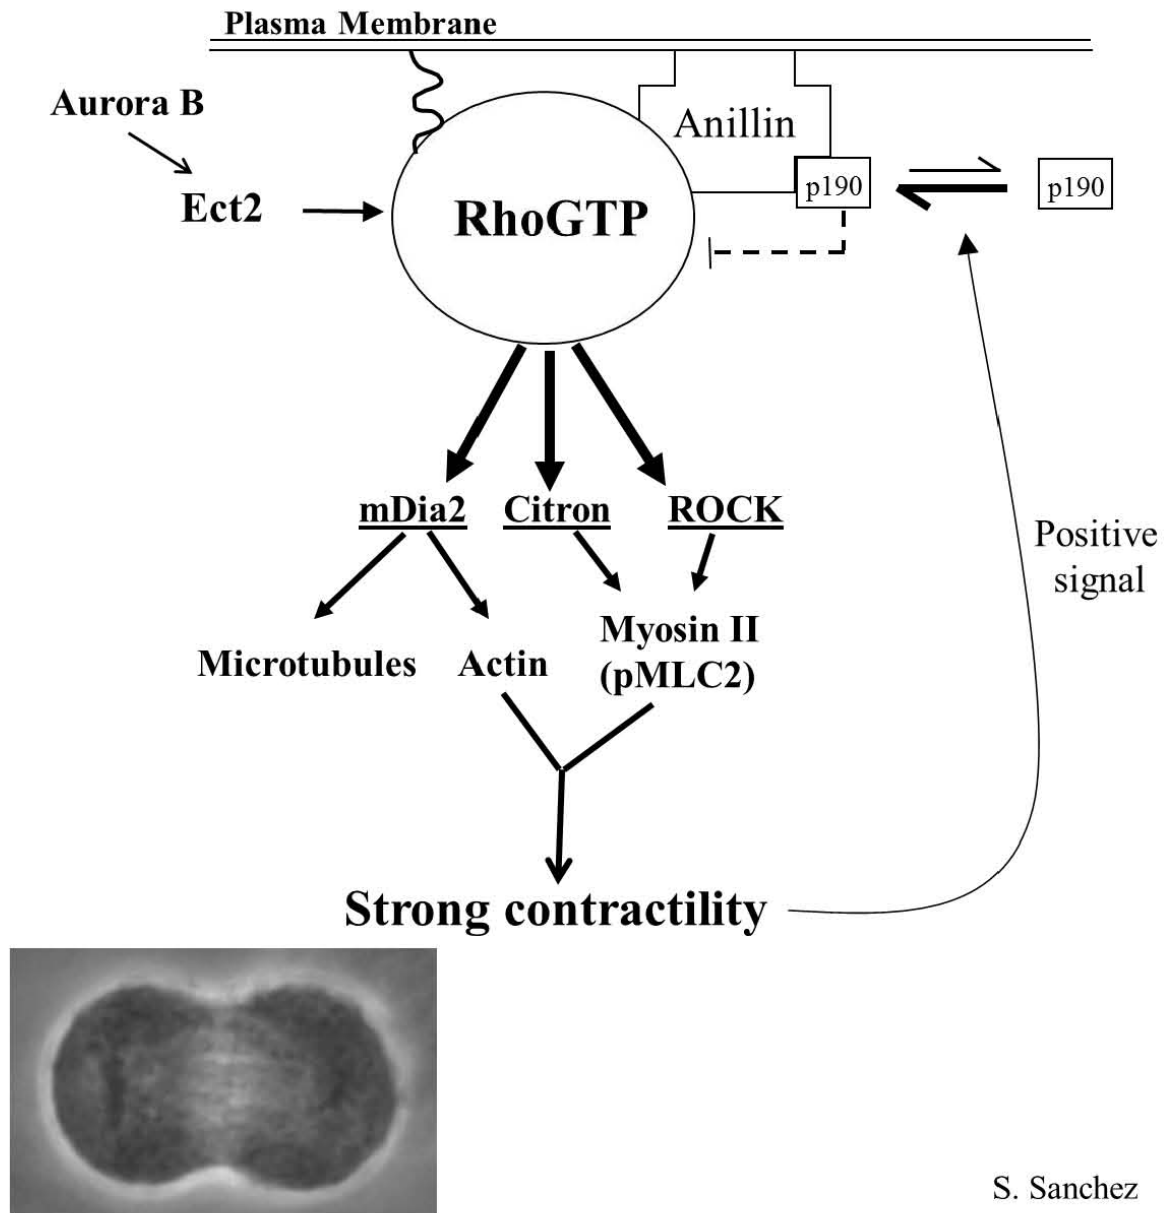 Plasma Membrane
Aurora B
Anillin
Ect2
RhoGTP
p190
p190
mDia2
Citron
ROCK
Positive
signal
Microtubules
Actin
Myosin II
(pMLC2)
Strong contractility
S. Sanchez